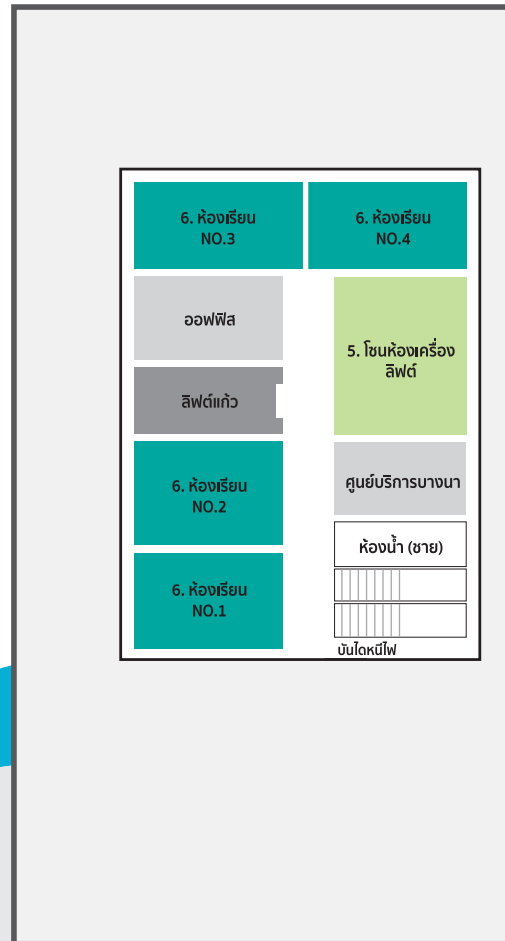 6. ห้องเรียน
NO.3
6. ห้องเรียน
NO.4
ออฟฟิส
5. โซนห้องเครื่อง
ลิฟต์
ลิฟต์แก้ว
6. ห้องเรียน
NO.2
ศูนย์บริการบางนา
ห้องน้ำ (ชาย)
6. ห้องเรียน
NO.1
บันไดหนีไฟ